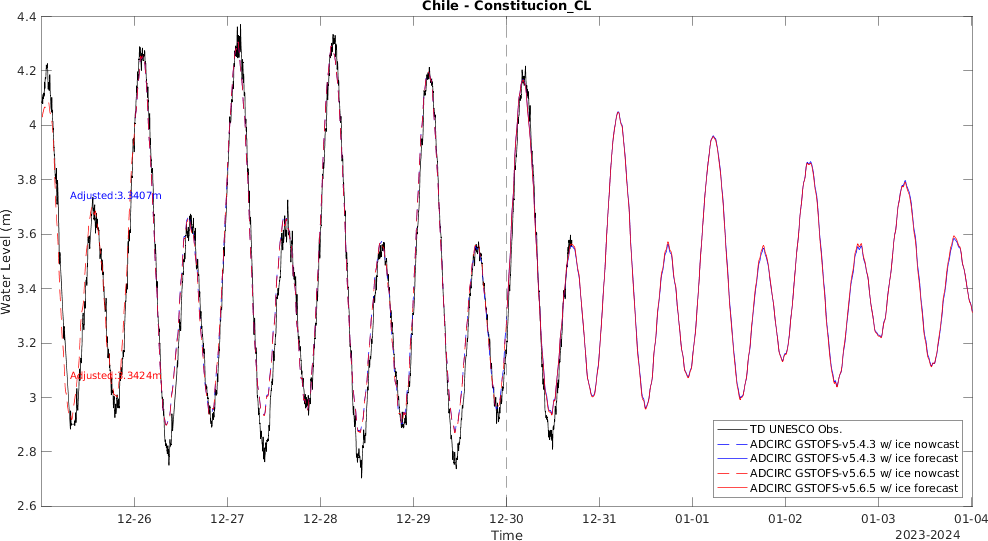 Chile - Constitucion_CL
4.4
4.2
4
3.8
3.6
3.4
3.2
3
2.8
2.6
Water Level (m)
Adjusted:3.3407m
Adjusted:3.3424m
TD UNESCO Obs.
ADCIRC GSTOFS-v5.4.3 w/ ice nowcast
ADCIRC GSTOFS-v5.4.3 w/ ice forecast
ADCIRC GSTOFS-v5.6.5 w/ ice nowcast
ADCIRC GSTOFS-v5.6.5 w/ ice forecast
12-26 12-27 12-28 12-29 12-30 12-31 01-01 01-02 01-03 01-04
Time
2023-2024